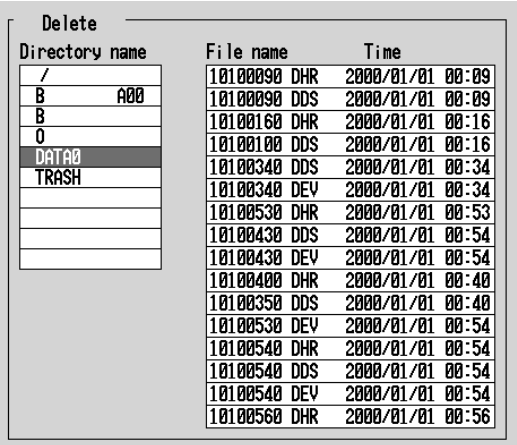 Delete
Directory name
/
B A00
B
O
DATA0
TRASH
File name Time
10100090 DHR 2000/01/01 00:09
10100090 DDS 2000/01/01 00:09
10100160 DHR 2000/01/01 00:16
10100100 DDS 2000/01/01 00:16
10100340 DDS 2000/01/01 00:34
10100340 DEV 2000/01/01 00:34
10100530 DHR 2000/01/01 00:53
10100430 DDS 2000/01/01 00:54
10100430 DEV 2000/01/01 00:54
10100400 DHR 2000/01/01 00:40
10100350 DDS 2000/01/01 00:40
10100530 DEV 2000/01/01 00:54
10100540 DHR 2000/01/01 00:54
10100540 DDS 2000/01/01 00:54
10100540 DEV 2000/01/01 00:54
10100560 DHR 2000/01/01 00:56